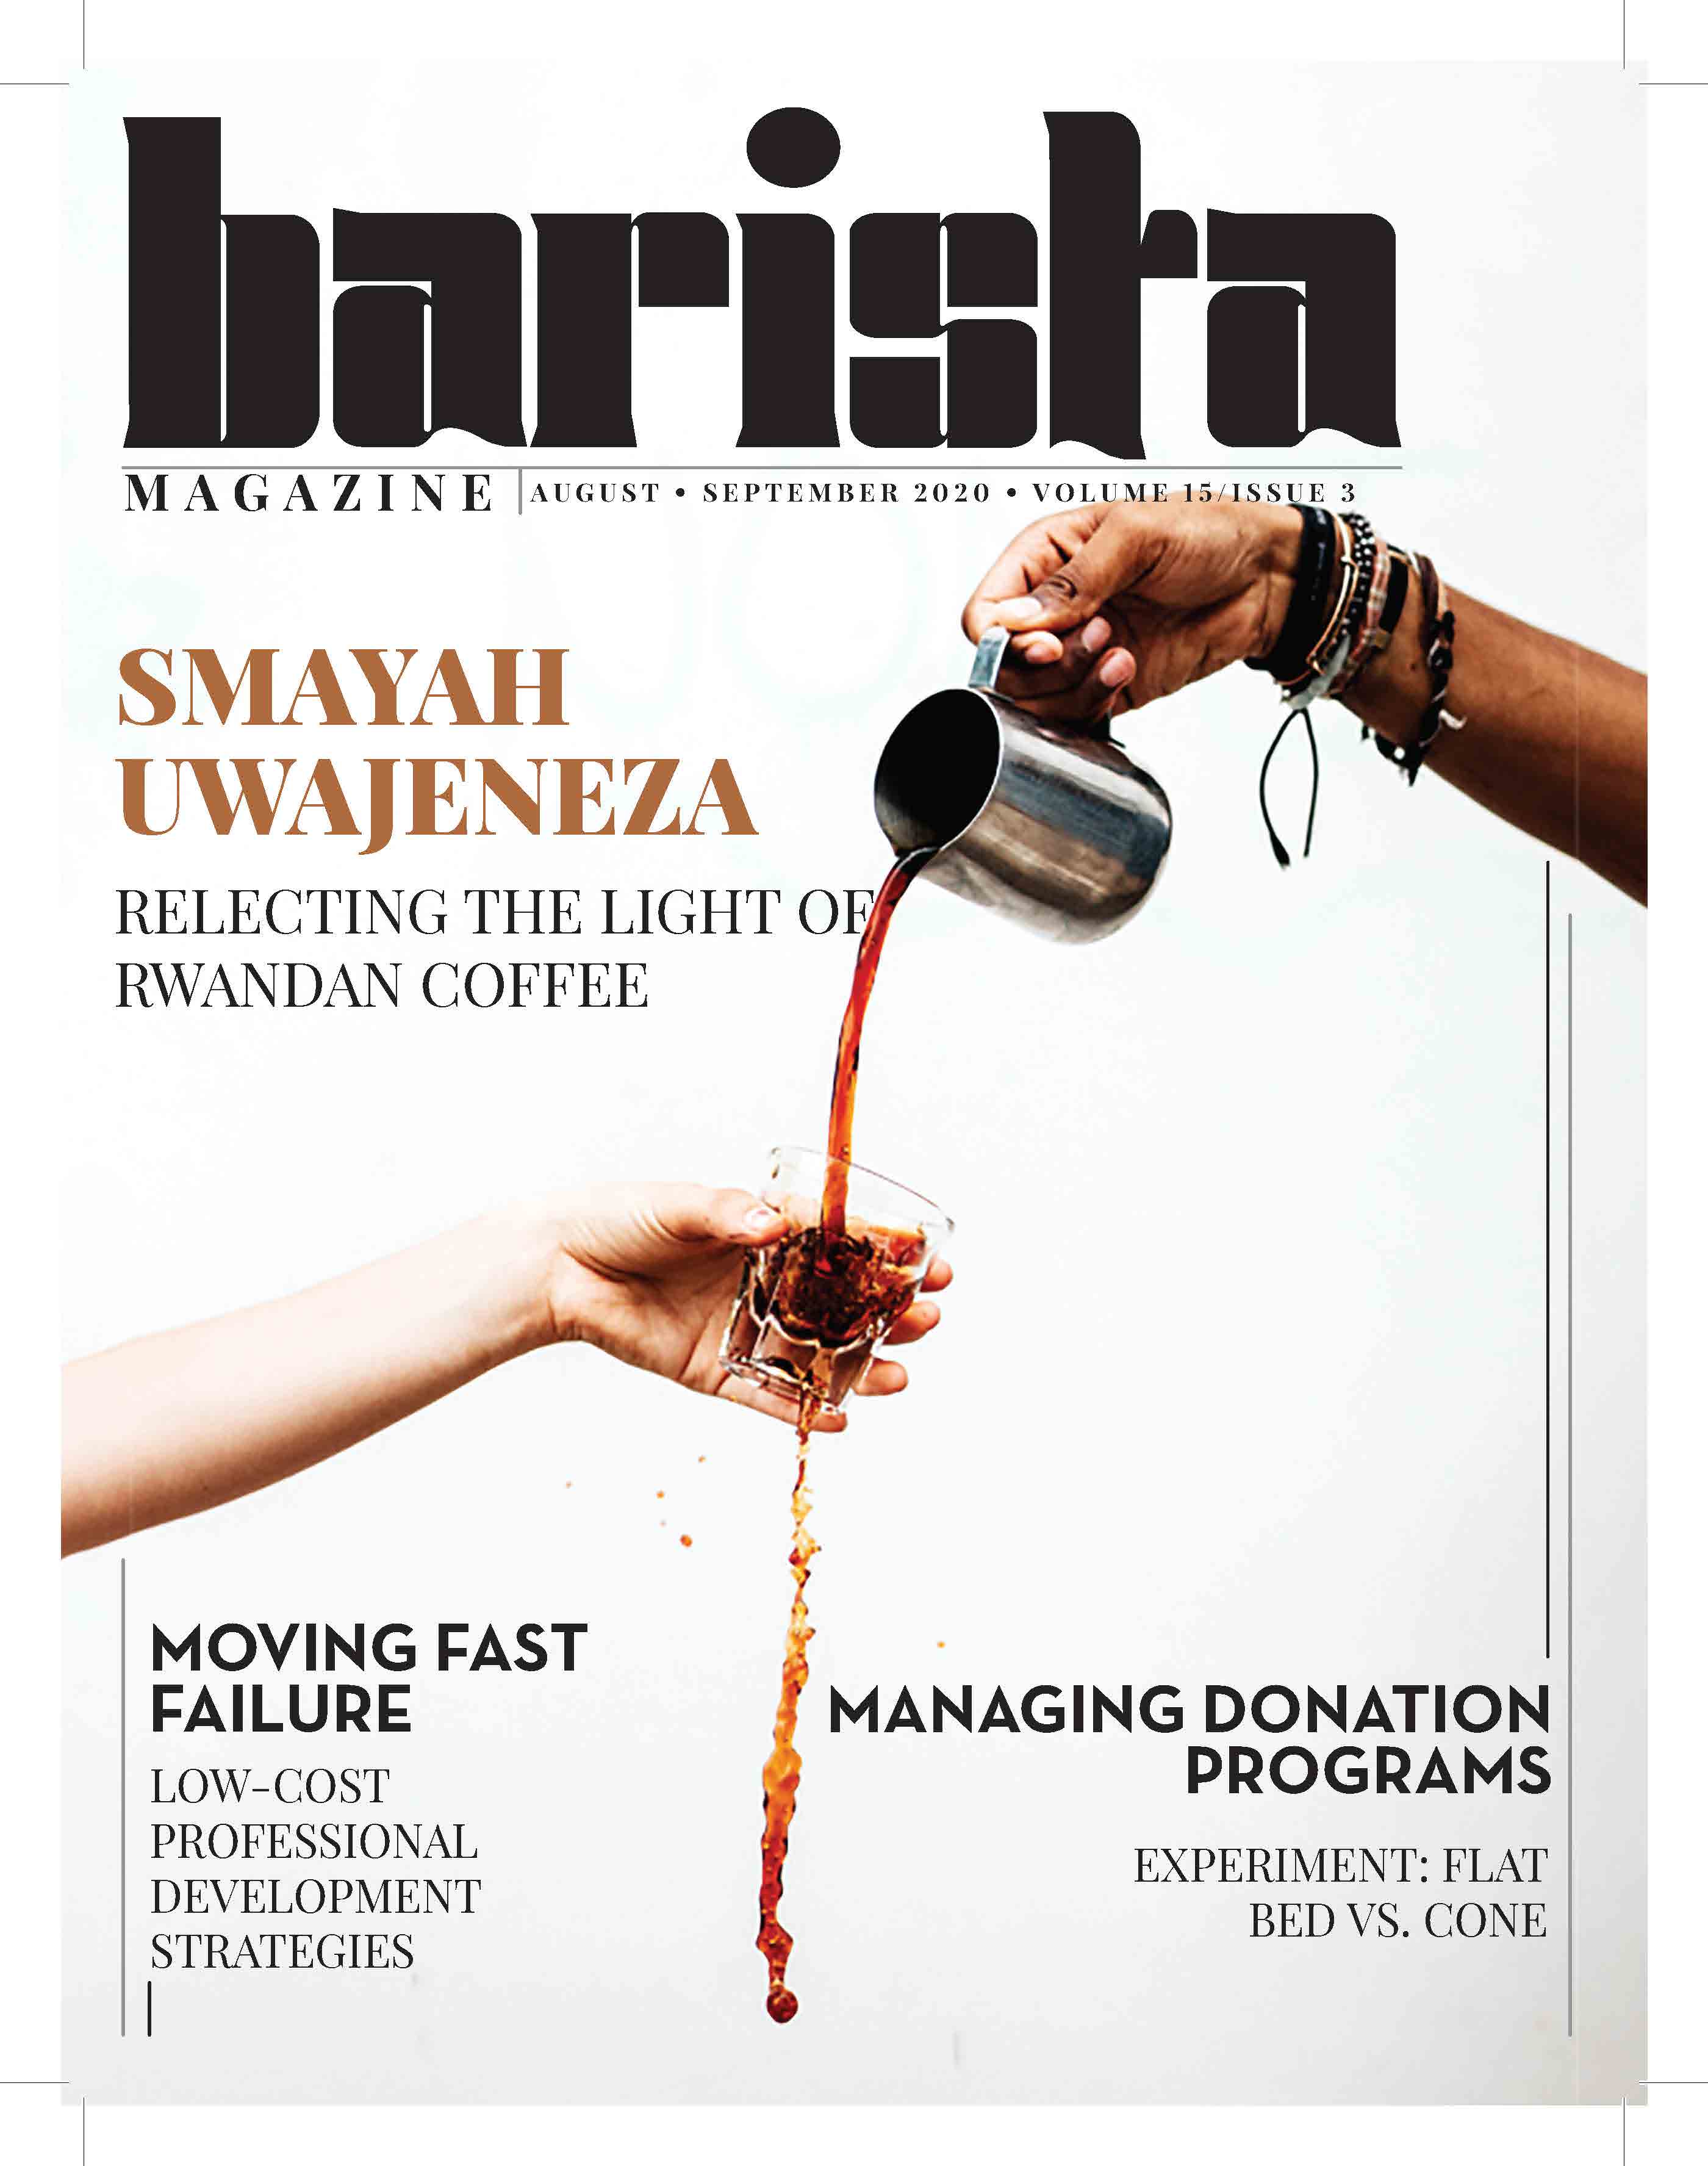 barista
MAGAZINE | AUGUST • SEPTEMBER 2020 • VOLUME 15/ISSUE 3
SMAYAH
UWAJENEZA
RELECTING THE LIGHT OF
RWANDAN COFFEE
MOVING FAST
FAILURE
LOW-COST
PROFESSIONAL
DEVELOPMENT
STRATEGIES
MANAGING DONATION
PROGRAMS
EXPERIMENT: FLAT
BED VS. CONE